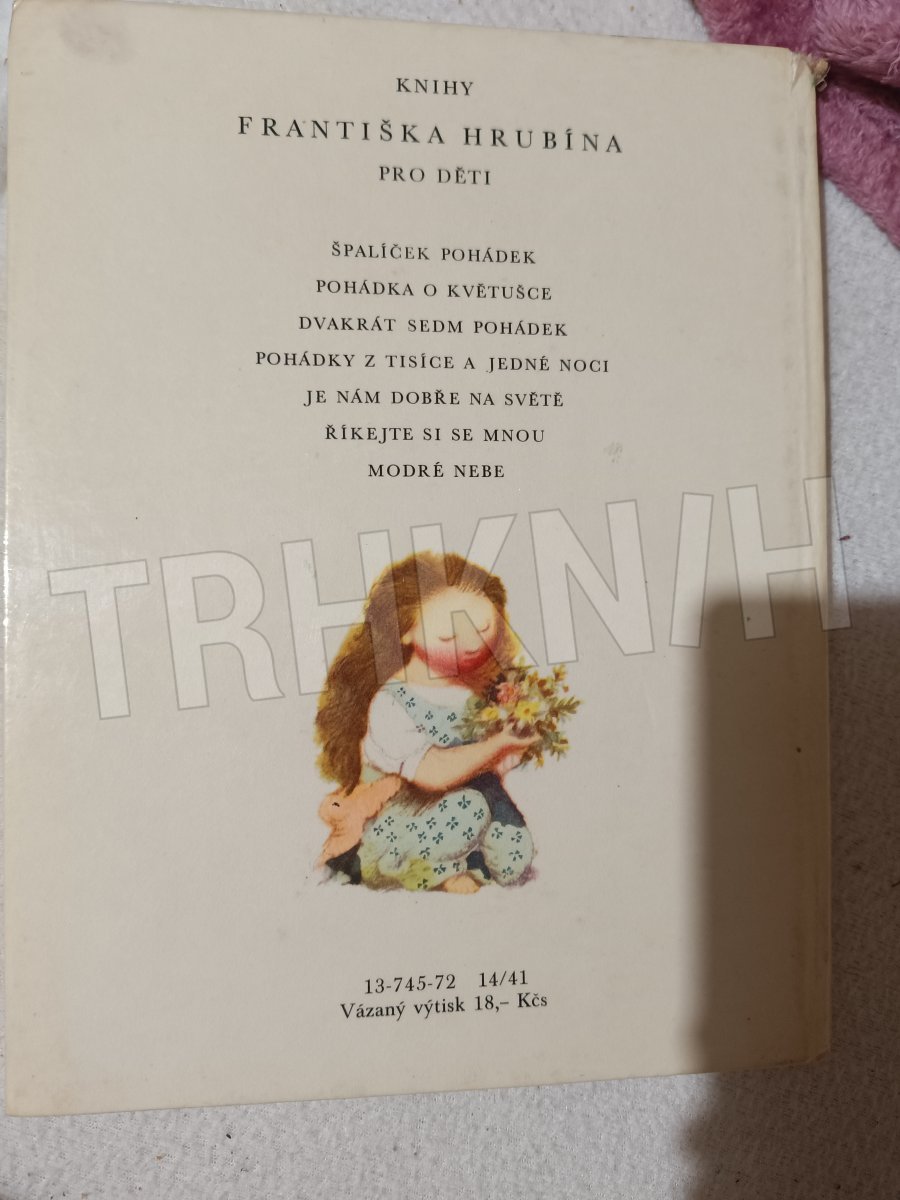 KNIHY
FRANTIŠKA HRUBÍNA
PRO DĚTI
ŠPALÍČEK POHÁDEK
POHÁDKA O KVĚTUŠCE
DVAKRÁT SEDM POHÁDEK
POHÁDKY Z TISÍCE A JEDNÉ NOCI
JE NÁM DOBŘE NA SVĚTĚ
ŘÍKEJTE SI SE MNOU
MODRÉ NEBE
TRHKNIH
13-745-72 14/41
Vázaný výtisk 18,– Kčs